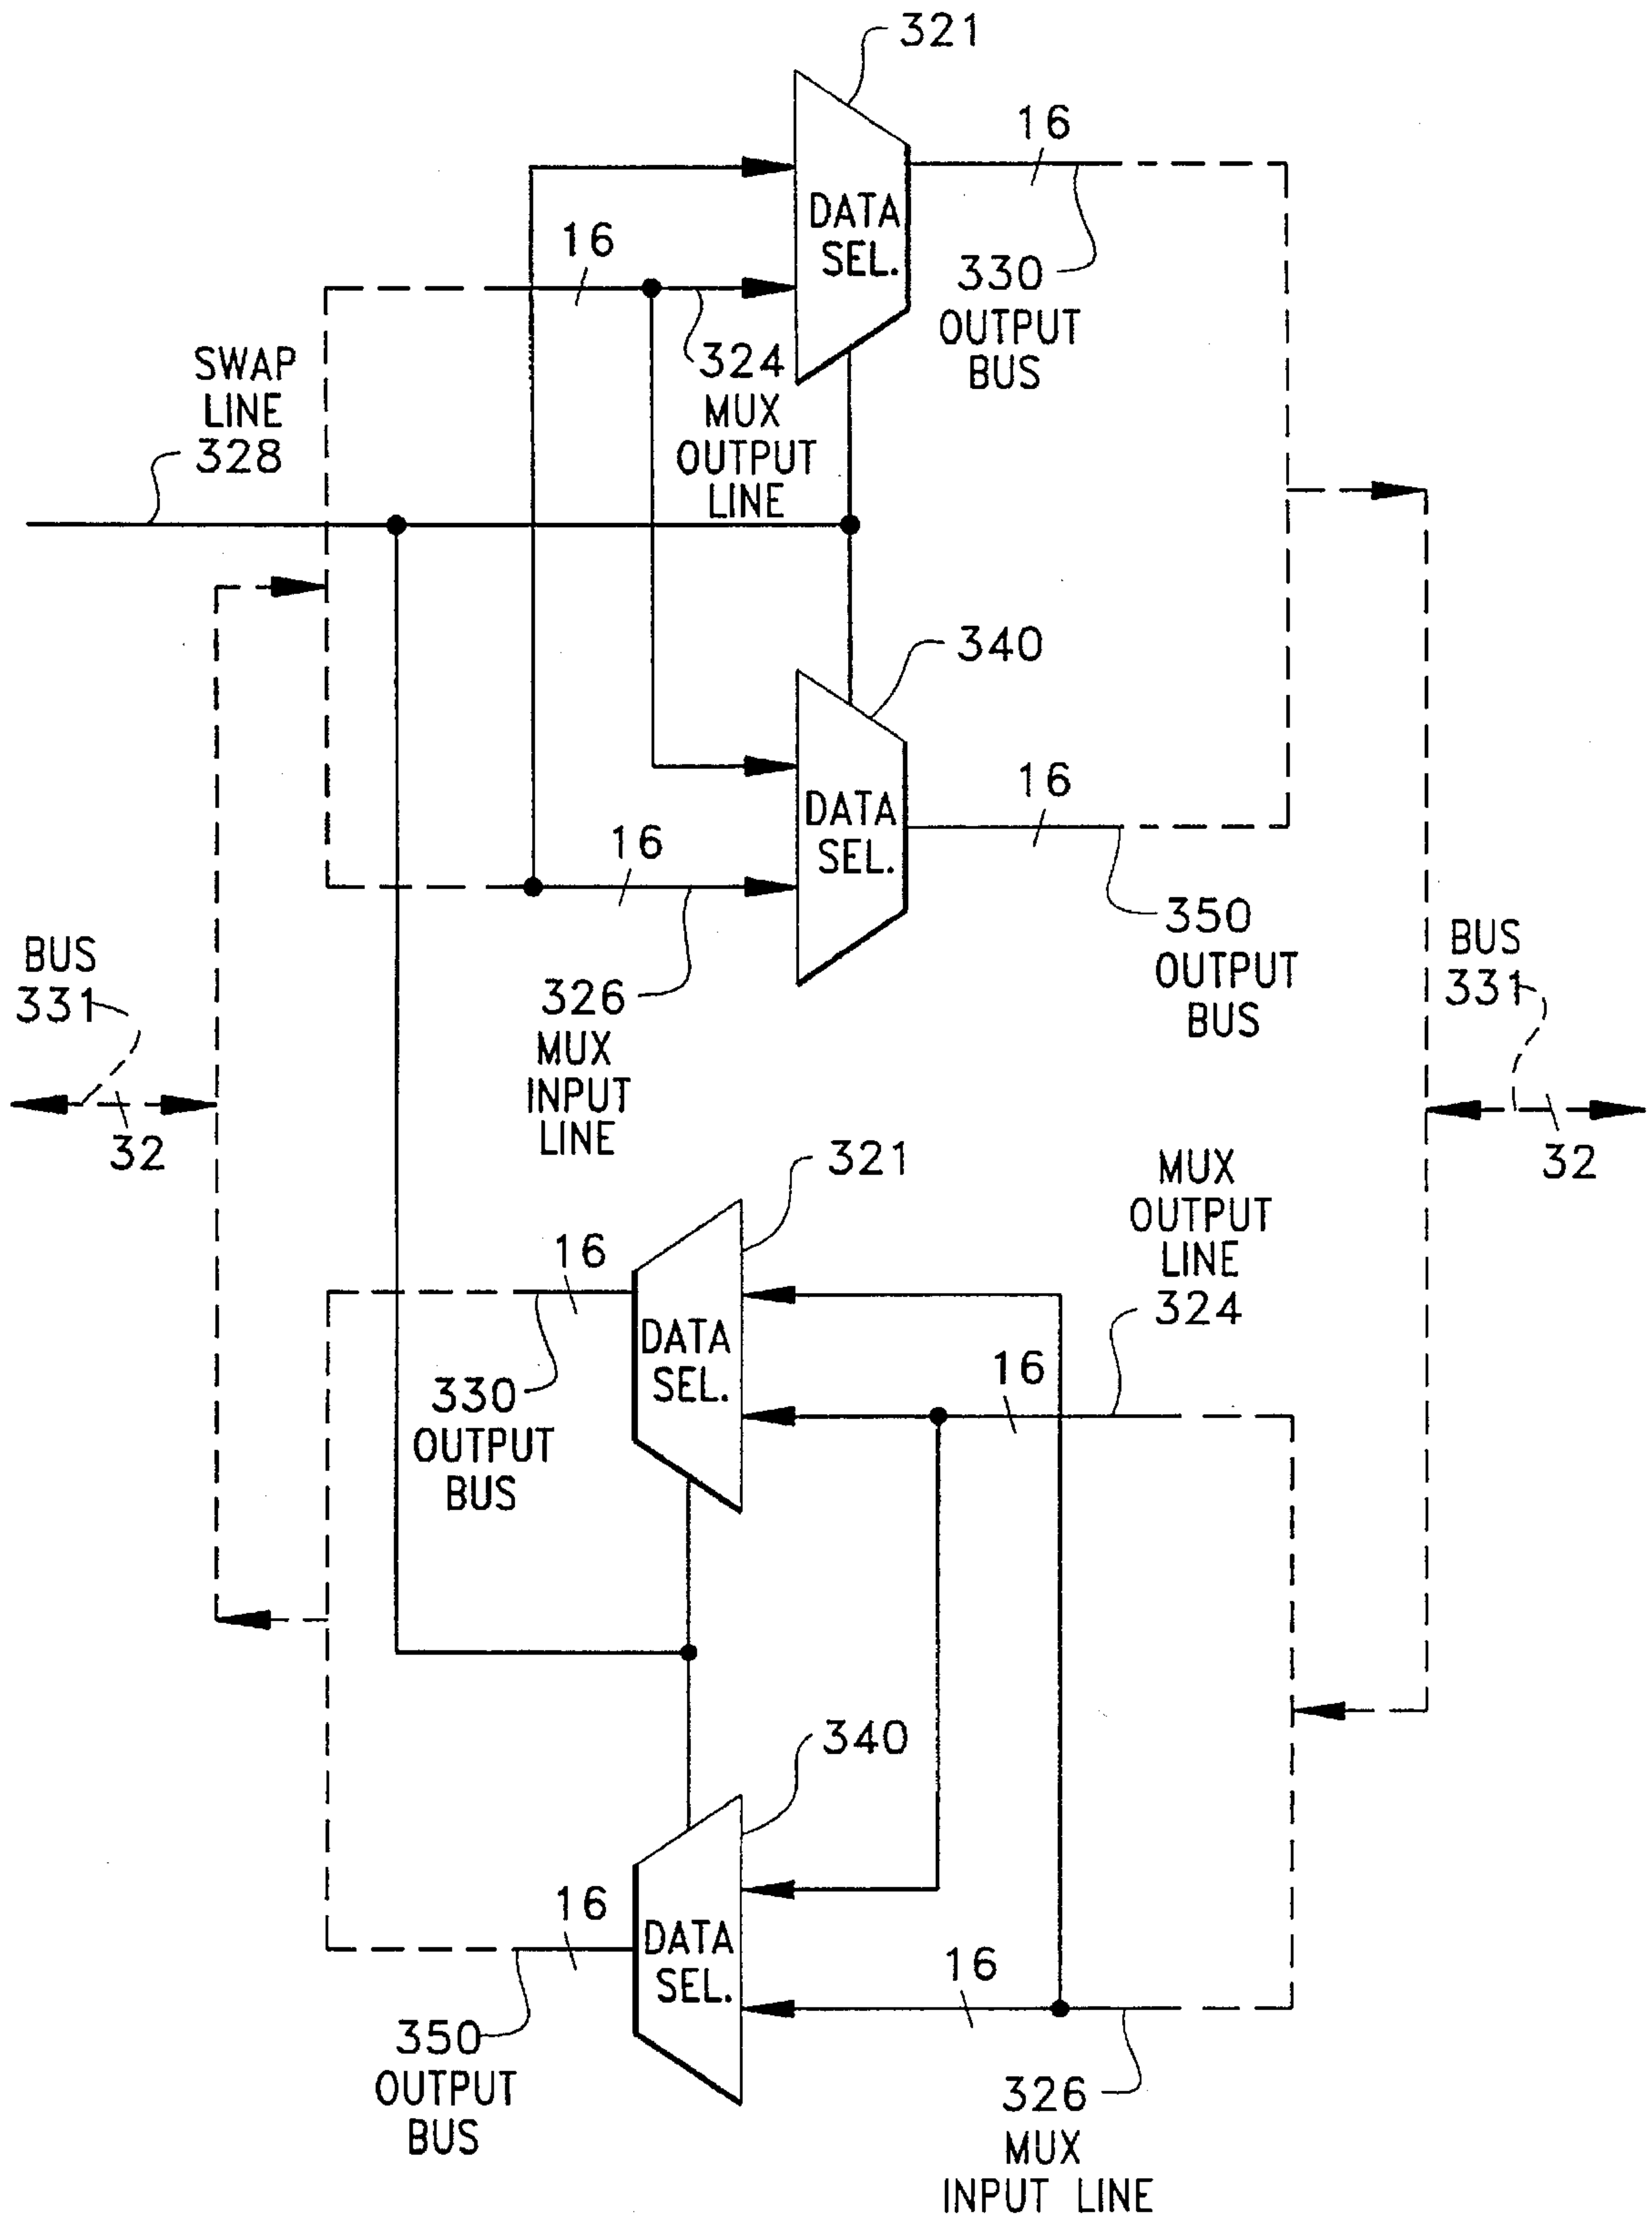 321
16
DATA
SEL.
16
330
OUTPUT
BUS
324
MUX
OUTPUT
LINE
SWAP
LINE
328
340
16
DATA
SEL.
16
350
OUTPUT
BUS
326
MUX
INPUT
LINE
BUS
331
32
BUS
331
32
321
MUX
OUTPUT
LINE
324
16
DATA
SEL.
330
OUTPUT
BUS
16
340
16
DATA
SEL.
16
350
OUTPUT
BUS
326
MUX
INPUT LINE